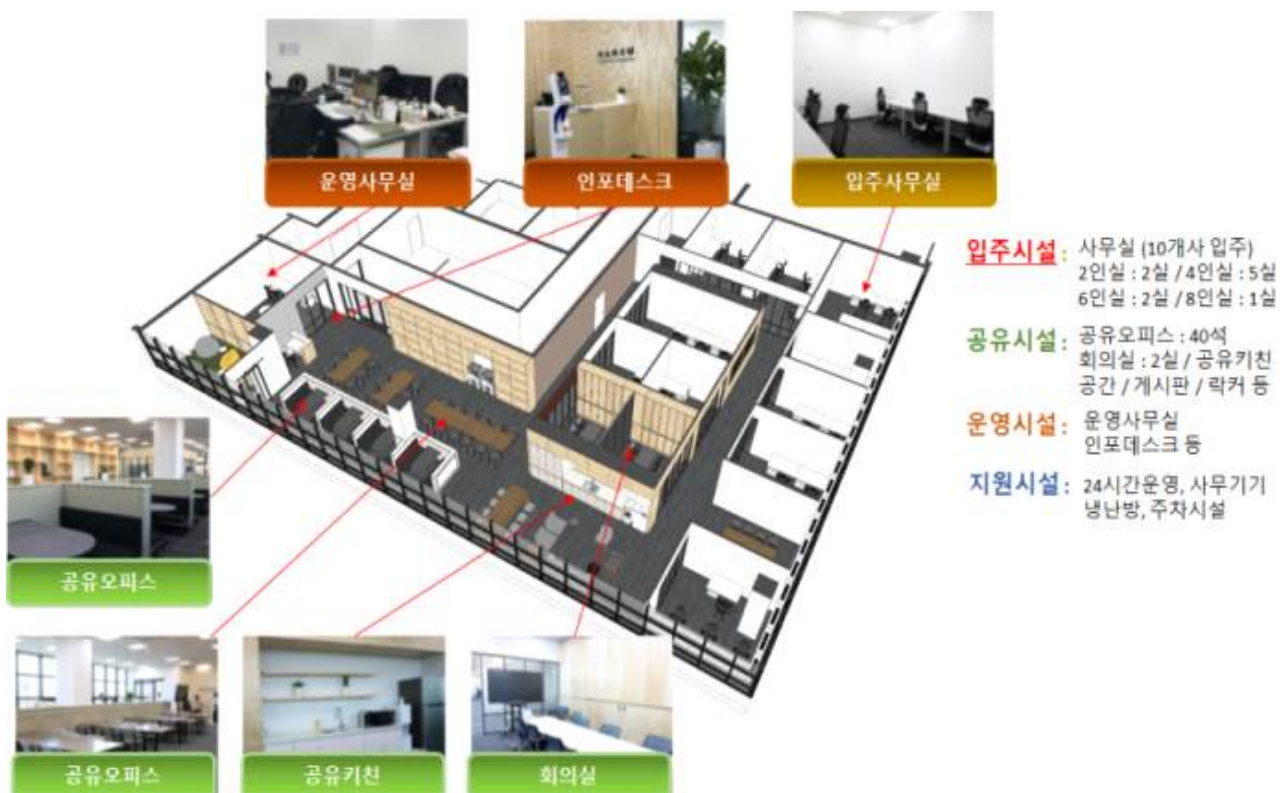 운영사무실
인포데스크
입주사무실
입주시설 : 사무실 (10개사 입주)
2인실 : 2실 / 4인실 : 5실
6인실 : 2실 / 8인실 : 1실
공유시설 : 공유오피스 : 40석
회의실 : 2실 / 공유키친
공간 / 게시판 / 락커 등
운영시설 : 운영사무실
인포데스크 등
지원시설 : 24시간운영, 사무기기
냉난방, 주차시설
공유오피스
공유오피스
공유키친
회의실